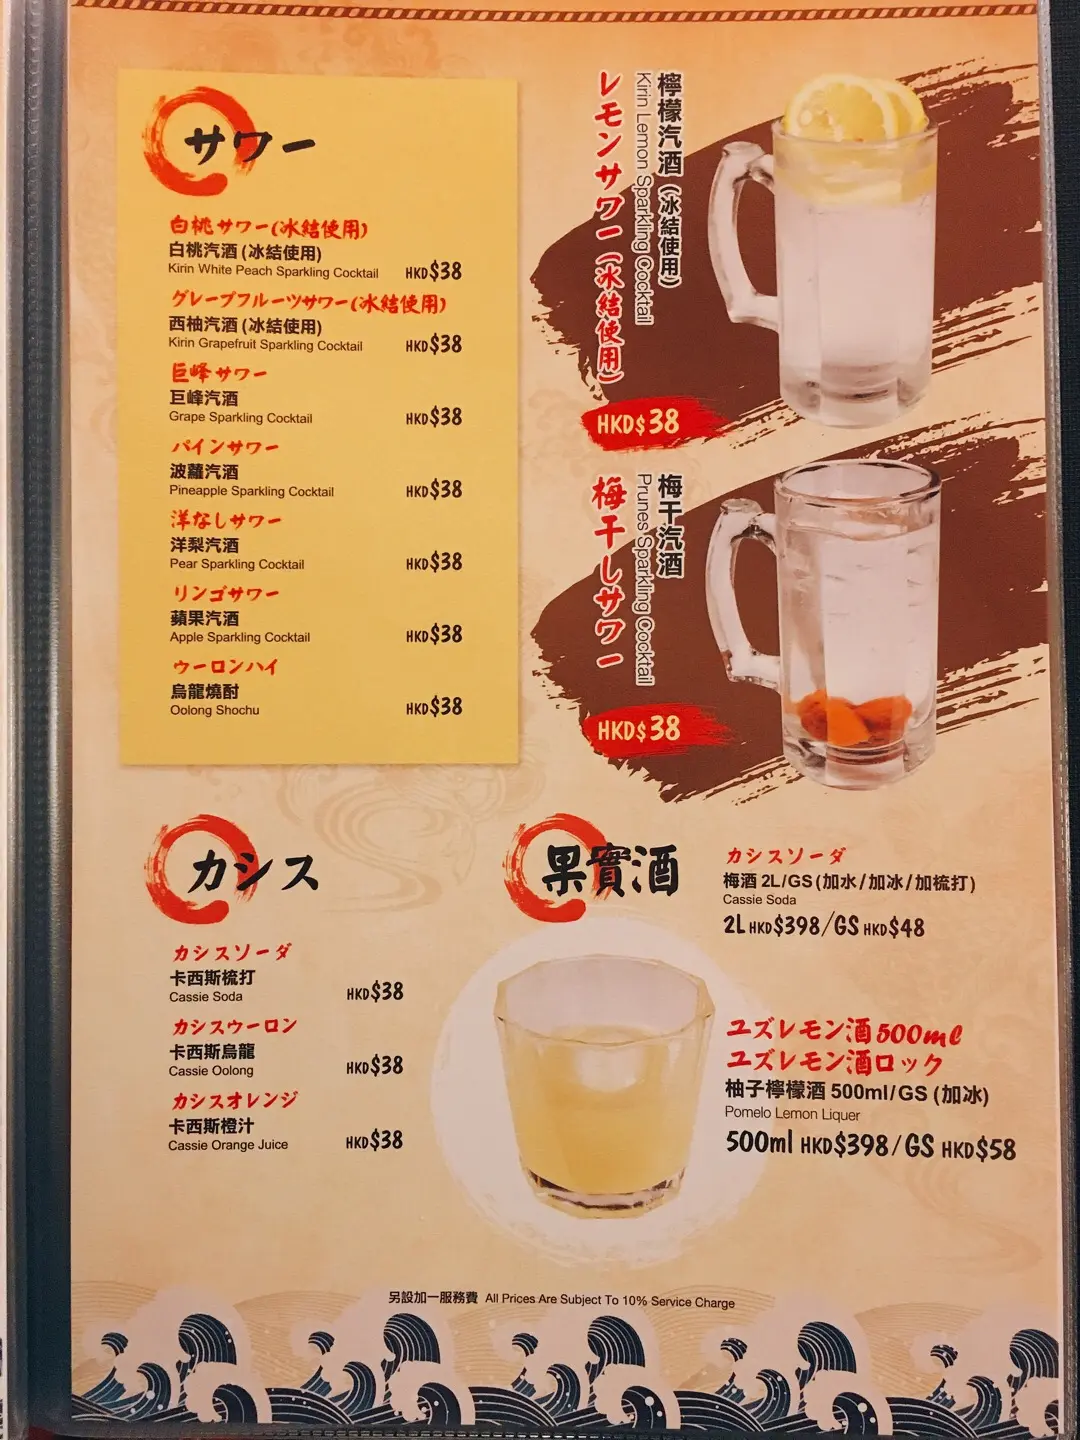 サワー
白桃サワー(氷結使用)
白桃汽酒 (冰結使用)
Kirin White Peach Sparkling Cocktail HKD$38
グレープフルーツサワー(氷結使用)
西柚汽酒 (冰結使用)
Kirin Grapefruit Sparkling Cocktail HKD$38
巨峰サワー
巨峰汽酒
Grape Sparkling Cocktail HKD$38
パインサワー
波蘿汽酒
Pineapple Sparkling Cocktail HKD$38
洋なしサワー
洋梨汽酒
Pear Sparkling Cocktail HKD$38
リンゴサワー
蘋果汽酒
Apple Sparkling Cocktail HKD$38
ウーロンハイ
烏龍燒酎
Oolong Shochu HKD$38
檸檬汽酒 (冰結使用)
Kirin Lemon Sparkling Cocktail
レモンサワー(氷結使用)
HKD$38
梅干汽酒
Prunes Sparkling Cocktail
梅干しサワー
HKD$38
カシス
カシスソーダ
卡西斯梳打
Cassie Soda HKD$38
カシスウーロン
卡西斯烏龍
Cassie Oolong HKD$38
カシスオレンジ
卡西斯橙汁
Cassie Orange Juice HKD$38
果實酒
カシスソーダ
梅酒 2L/GS (加水/加冰/加梳打)
Cassie Soda
2L HKD$398/GS HKD$48
ユズレモン酒500ml
ユズレモン酒ロック
柚子檸檬酒 500ml/GS (加冰)
Pomelo Lemon Liquer
500ml HKD$398/GS HKD$58
另設加一服務費 All Prices Are Subject To 10% Service Charge